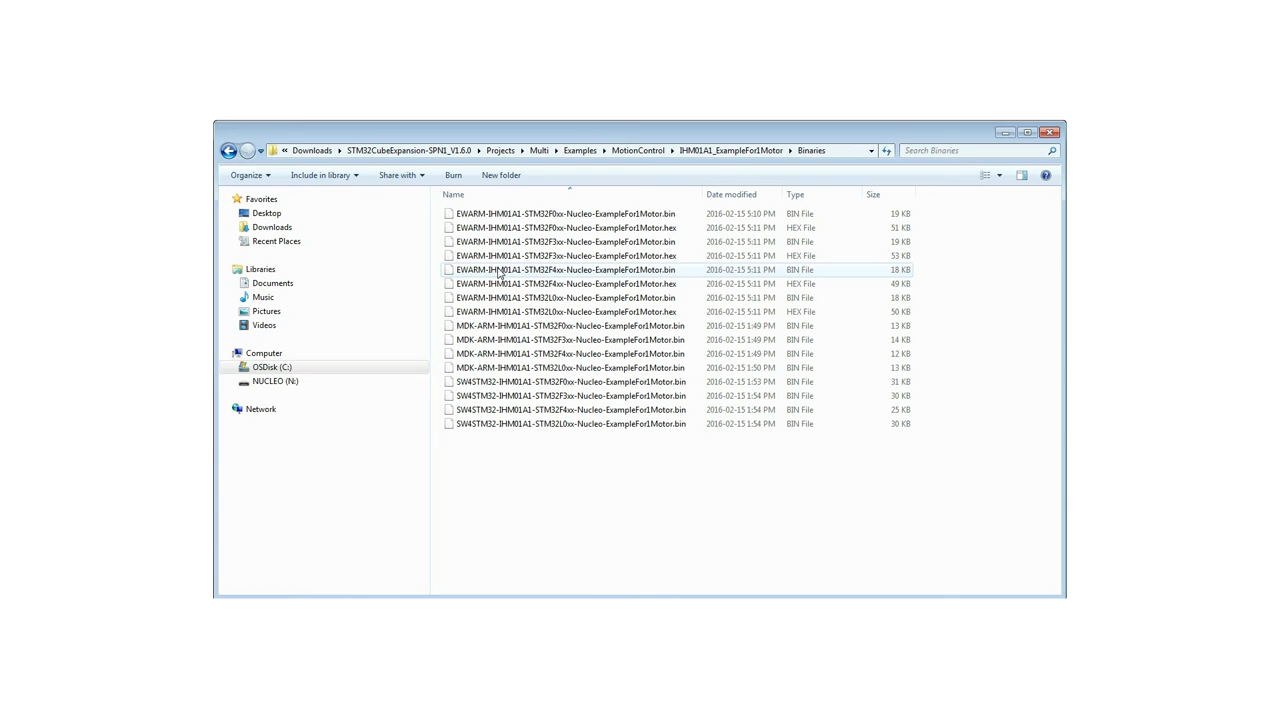 « Downloads ▸ STM32CubeExpansion-SPN1_V1.6.0 ▸ Projects ▸ Multi ▸ Examples ▸ MotionControl ▸ IHM01A1_ExampleFor1Motor ▸ Binaries Search Binaries
Organize Include in library Share with Burn New folder
Name Date modified Type Size
Favorites
Desktop
Downloads
Recent Places
Libraries
Documents
Music
Pictures
Videos
Computer
OSDisk (C:)
NUCLEO (N:)
Network
EWARM-IHM01A1-STM32F0xx-Nucleo-ExampleFor1Motor.bin 2016-02-15 5:10 PM BIN File 19 KB
EWARM-IHM01A1-STM32F0xx-Nucleo-ExampleFor1Motor.hex 2016-02-15 5:11 PM HEX File 51 KB
EWARM-IHM01A1-STM32F3xx-Nucleo-ExampleFor1Motor.bin 2016-02-15 5:11 PM BIN File 19 KB
EWARM-IHM01A1-STM32F3xx-Nucleo-ExampleFor1Motor.hex 2016-02-15 5:11 PM HEX File 53 KB
EWARM-IHM01A1-STM32F4xx-Nucleo-ExampleFor1Motor.bin 2016-02-15 5:11 PM BIN File 18 KB
EWARM-IHM01A1-STM32F4xx-Nucleo-ExampleFor1Motor.hex 2016-02-15 5:11 PM HEX File 49 KB
EWARM-IHM01A1-STM32L0xx-Nucleo-ExampleFor1Motor.bin 2016-02-15 5:11 PM BIN File 18 KB
EWARM-IHM01A1-STM32L0xx-Nucleo-ExampleFor1Motor.hex 2016-02-15 5:11 PM HEX File 50 KB
MDK-ARM-IHM01A1-STM32F0xx-Nucleo-ExampleFor1Motor.bin 2016-02-15 1:49 PM BIN File 13 KB
MDK-ARM-IHM01A1-STM32F3xx-Nucleo-ExampleFor1Motor.bin 2016-02-15 1:49 PM BIN File 14 KB
MDK-ARM-IHM01A1-STM32F4xx-Nucleo-ExampleFor1Motor.bin 2016-02-15 1:49 PM BIN File 12 KB
MDK-ARM-IHM01A1-STM32L0xx-Nucleo-ExampleFor1Motor.bin 2016-02-15 1:50 PM BIN File 13 KB
SW4STM32-IHM01A1-STM32F0xx-Nucleo-ExampleFor1Motor.bin 2016-02-15 1:53 PM BIN File 31 KB
SW4STM32-IHM01A1-STM32F3xx-Nucleo-ExampleFor1Motor.bin 2016-02-15 1:54 PM BIN File 30 KB
SW4STM32-IHM01A1-STM32F4xx-Nucleo-ExampleFor1Motor.bin 2016-02-15 1:54 PM BIN File 25 KB
SW4STM32-IHM01A1-STM32L0xx-Nucleo-ExampleFor1Motor.bin 2016-02-15 1:54 PM BIN File 30 KB